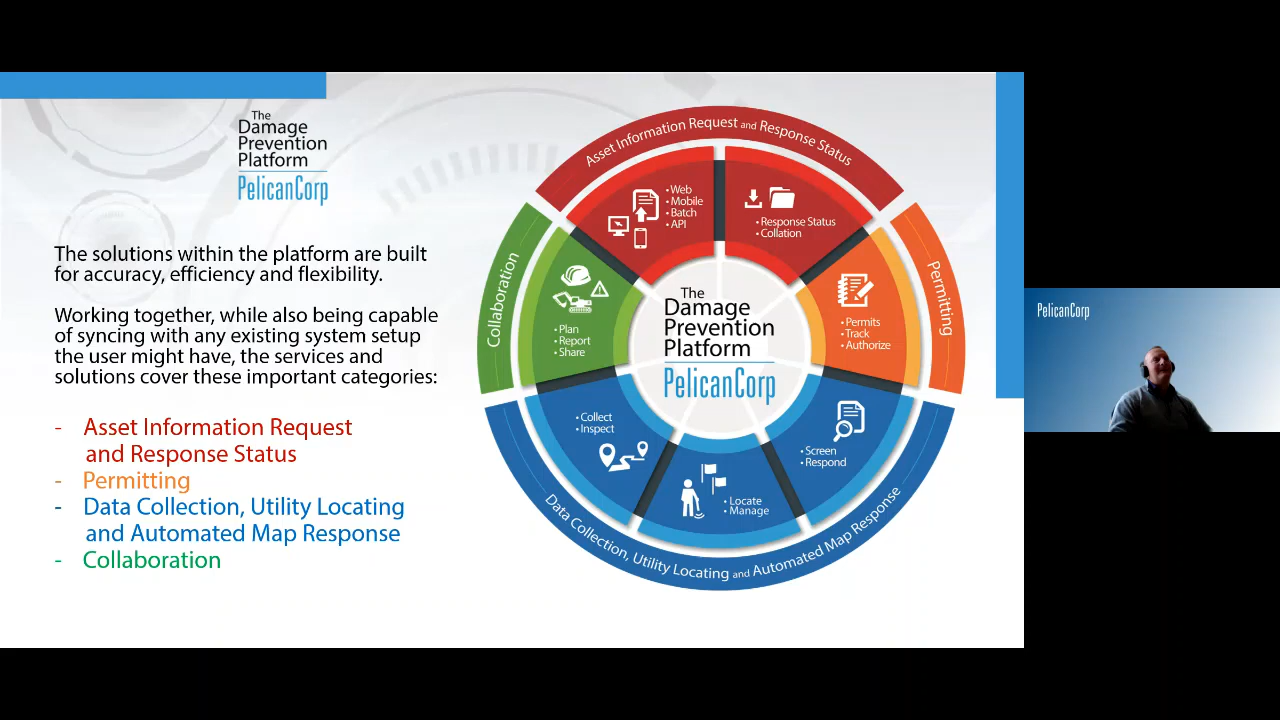 The
Damage
Prevention
Platform
PelicanCorp
The solutions within the platform are built
for accuracy, efficiency and flexibility.
Working together, while also being capable
of syncing with any existing system setup
the user might have, the services and
solutions cover these important categories:
- Asset Information Request
and Response Status
- Permitting
- Data Collection, Utility Locating
and Automated Map Response
- Collaboration
Asset Information Request and Response Status
• Web
• Mobile
• Batch
• API
• Response Status
• Collation
Permitting
• Permits
• Track
• Authorize
• Screen
• Respond
• Locate
• Manage
Data Collection, Utility Locating and Automated Map Response
• Collect
• Inspect
Collaboration
• Plan
• Report
• Share
The
Damage
Prevention
Platform
PelicanCorp
PelicanCorp